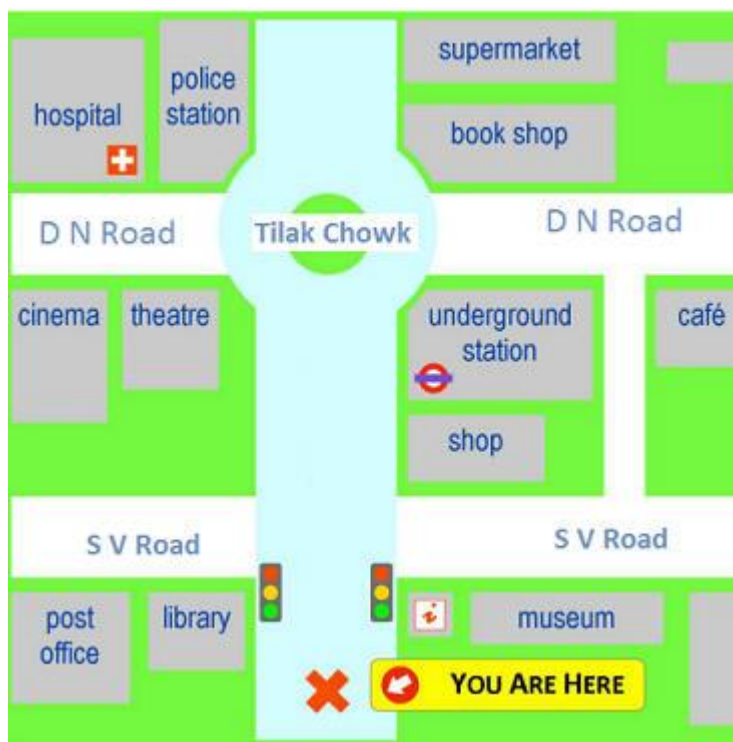 supermarket
police
station
hospital
book shop
D N Road
Tilak Chowk
D N Road
cinema
theatre
underground
station
café
shop
S V Road
S V Road
post
office
library
i
museum
YOU ARE HERE